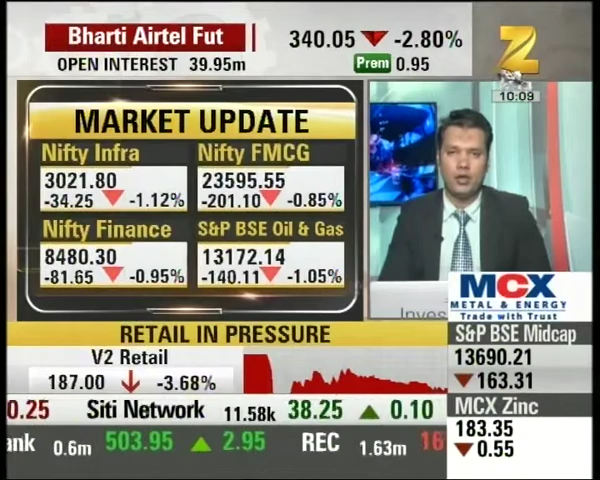 Bharti Airtel Fut
340.05 -2.80%
OPEN INTEREST 39.95m
Prem 0.95
10:09
MARKET UPDATE
Nifty Infra
3021.80
-34.25 -1.12%
Nifty FMCG
23595.55
-201.10 -0.85%
Nifty Finance
8480.30
-81.65 -0.95%
S&P BSE Oil & Gas
13172.14
-140.11 -1.05%
MCX
METAL & ENERGY
Trade with Trust
RETAIL IN PRESSURE
V2 Retail
187.00 -3.68%
S&P BSE Midcap
13690.21
163.31
MCX Zinc
183.35
0.55
0.25 Siti Network 11.58k 38.25 0.10
ank 0.6m 503.95 2.95 REC 1.63m 16